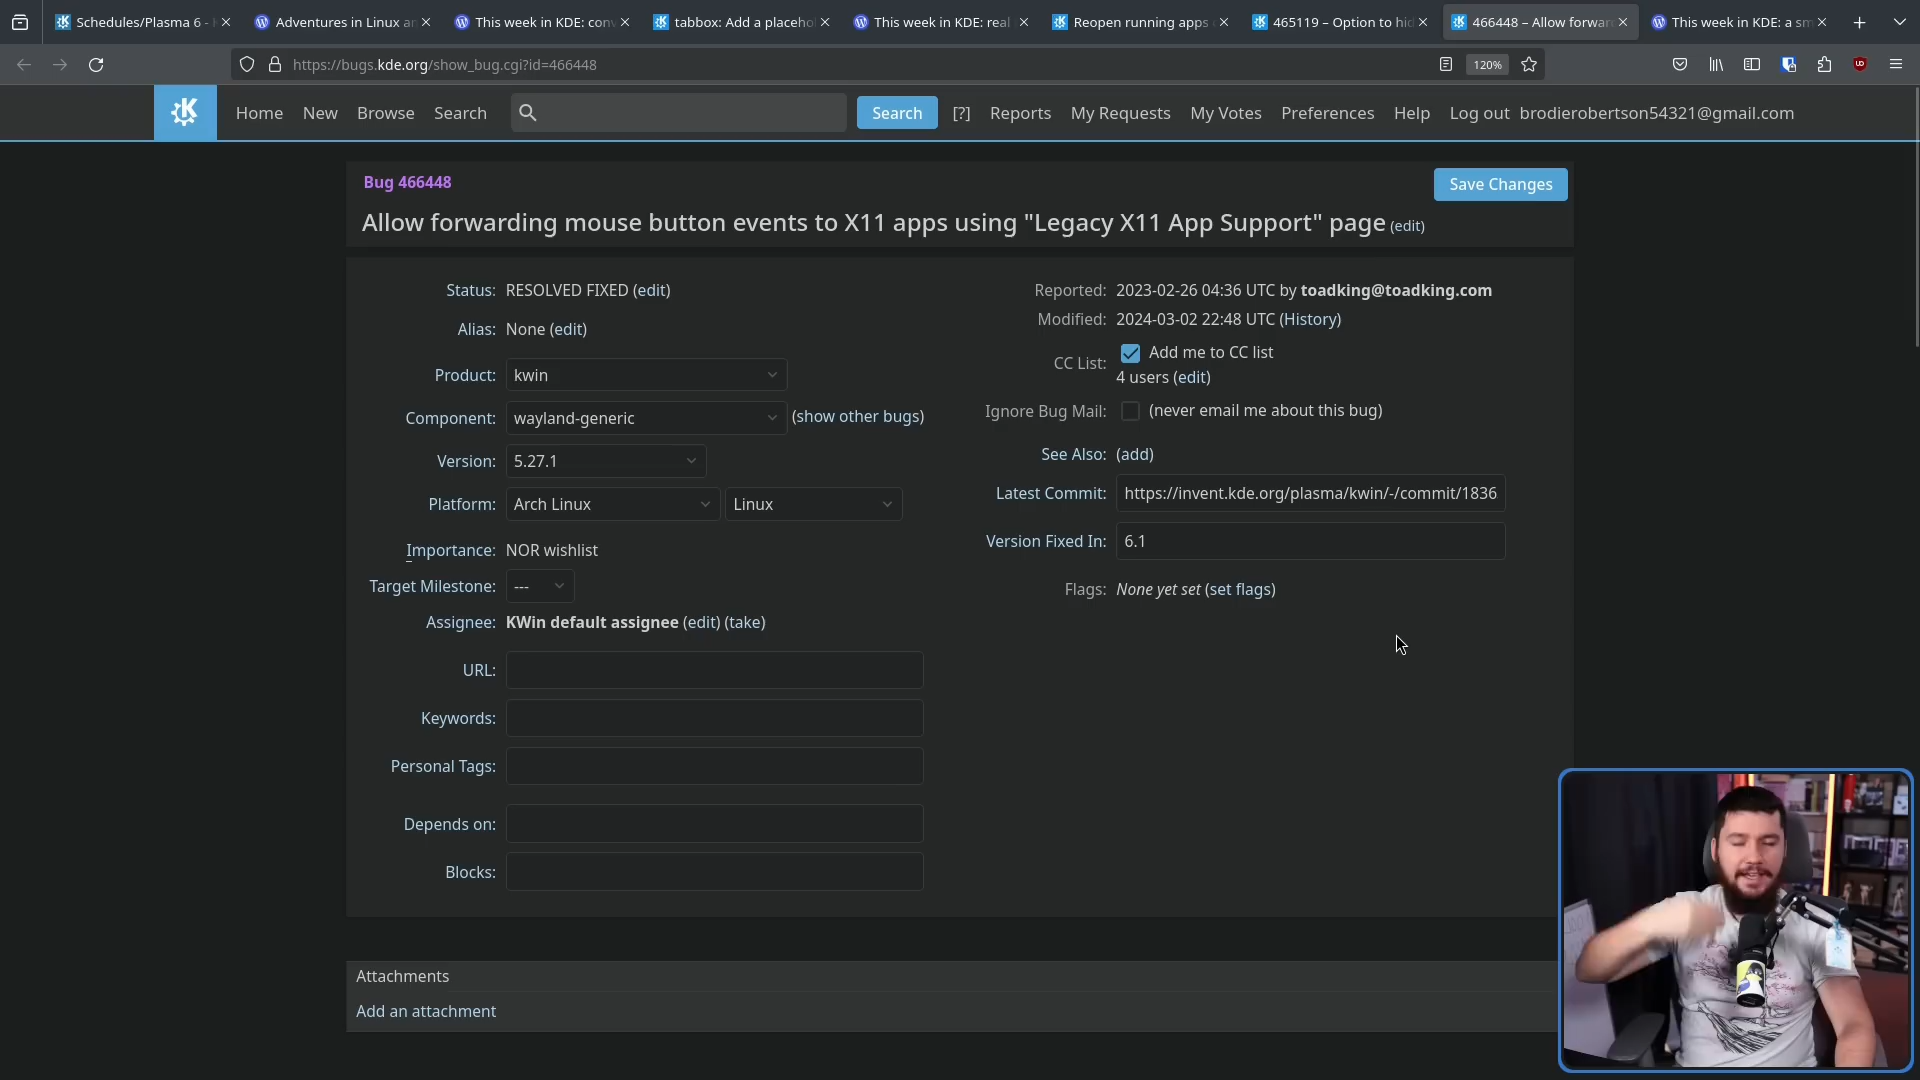 Schedules/Plasma 6 -
Adventures in Linux an
This week in KDE: con
tabbox: Add a placehol
This week in KDE: real
Reopen running apps
465119 – Option to hid
466448 – Allow forwar
This week in KDE: a sm
https://bugs.kde.org/show_bug.cgi?id=466448
120%
Home New Browse Search
Search [?] Reports My Requests My Votes Preferences Help Log out brodierobertson54321@gmail.com
Bug 466448
Save Changes
Allow forwarding mouse button events to X11 apps using "Legacy X11 App Support" page (edit)
Status: RESOLVED FIXED (edit)
Alias: None (edit)
Product: kwin
Component: wayland-generic (show other bugs)
Version: 5.27.1
Platform: Arch Linux Linux
Importance: NOR wishlist
Target Milestone: ---
Assignee: KWin default assignee (edit) (take)
URL:
Keywords:
Personal Tags:
Depends on:
Blocks:
Reported: 2023-02-26 04:36 UTC by toadking@toadking.com
Modified: 2024-03-02 22:48 UTC (History)
CC List: Add me to CC list
4 users (edit)
Ignore Bug Mail: (never email me about this bug)
See Also: (add)
Latest Commit: https://invent.kde.org/plasma/kwin/-/commit/1836
Version Fixed In: 6.1
Flags: None yet set (set flags)
Attachments
Add an attachment